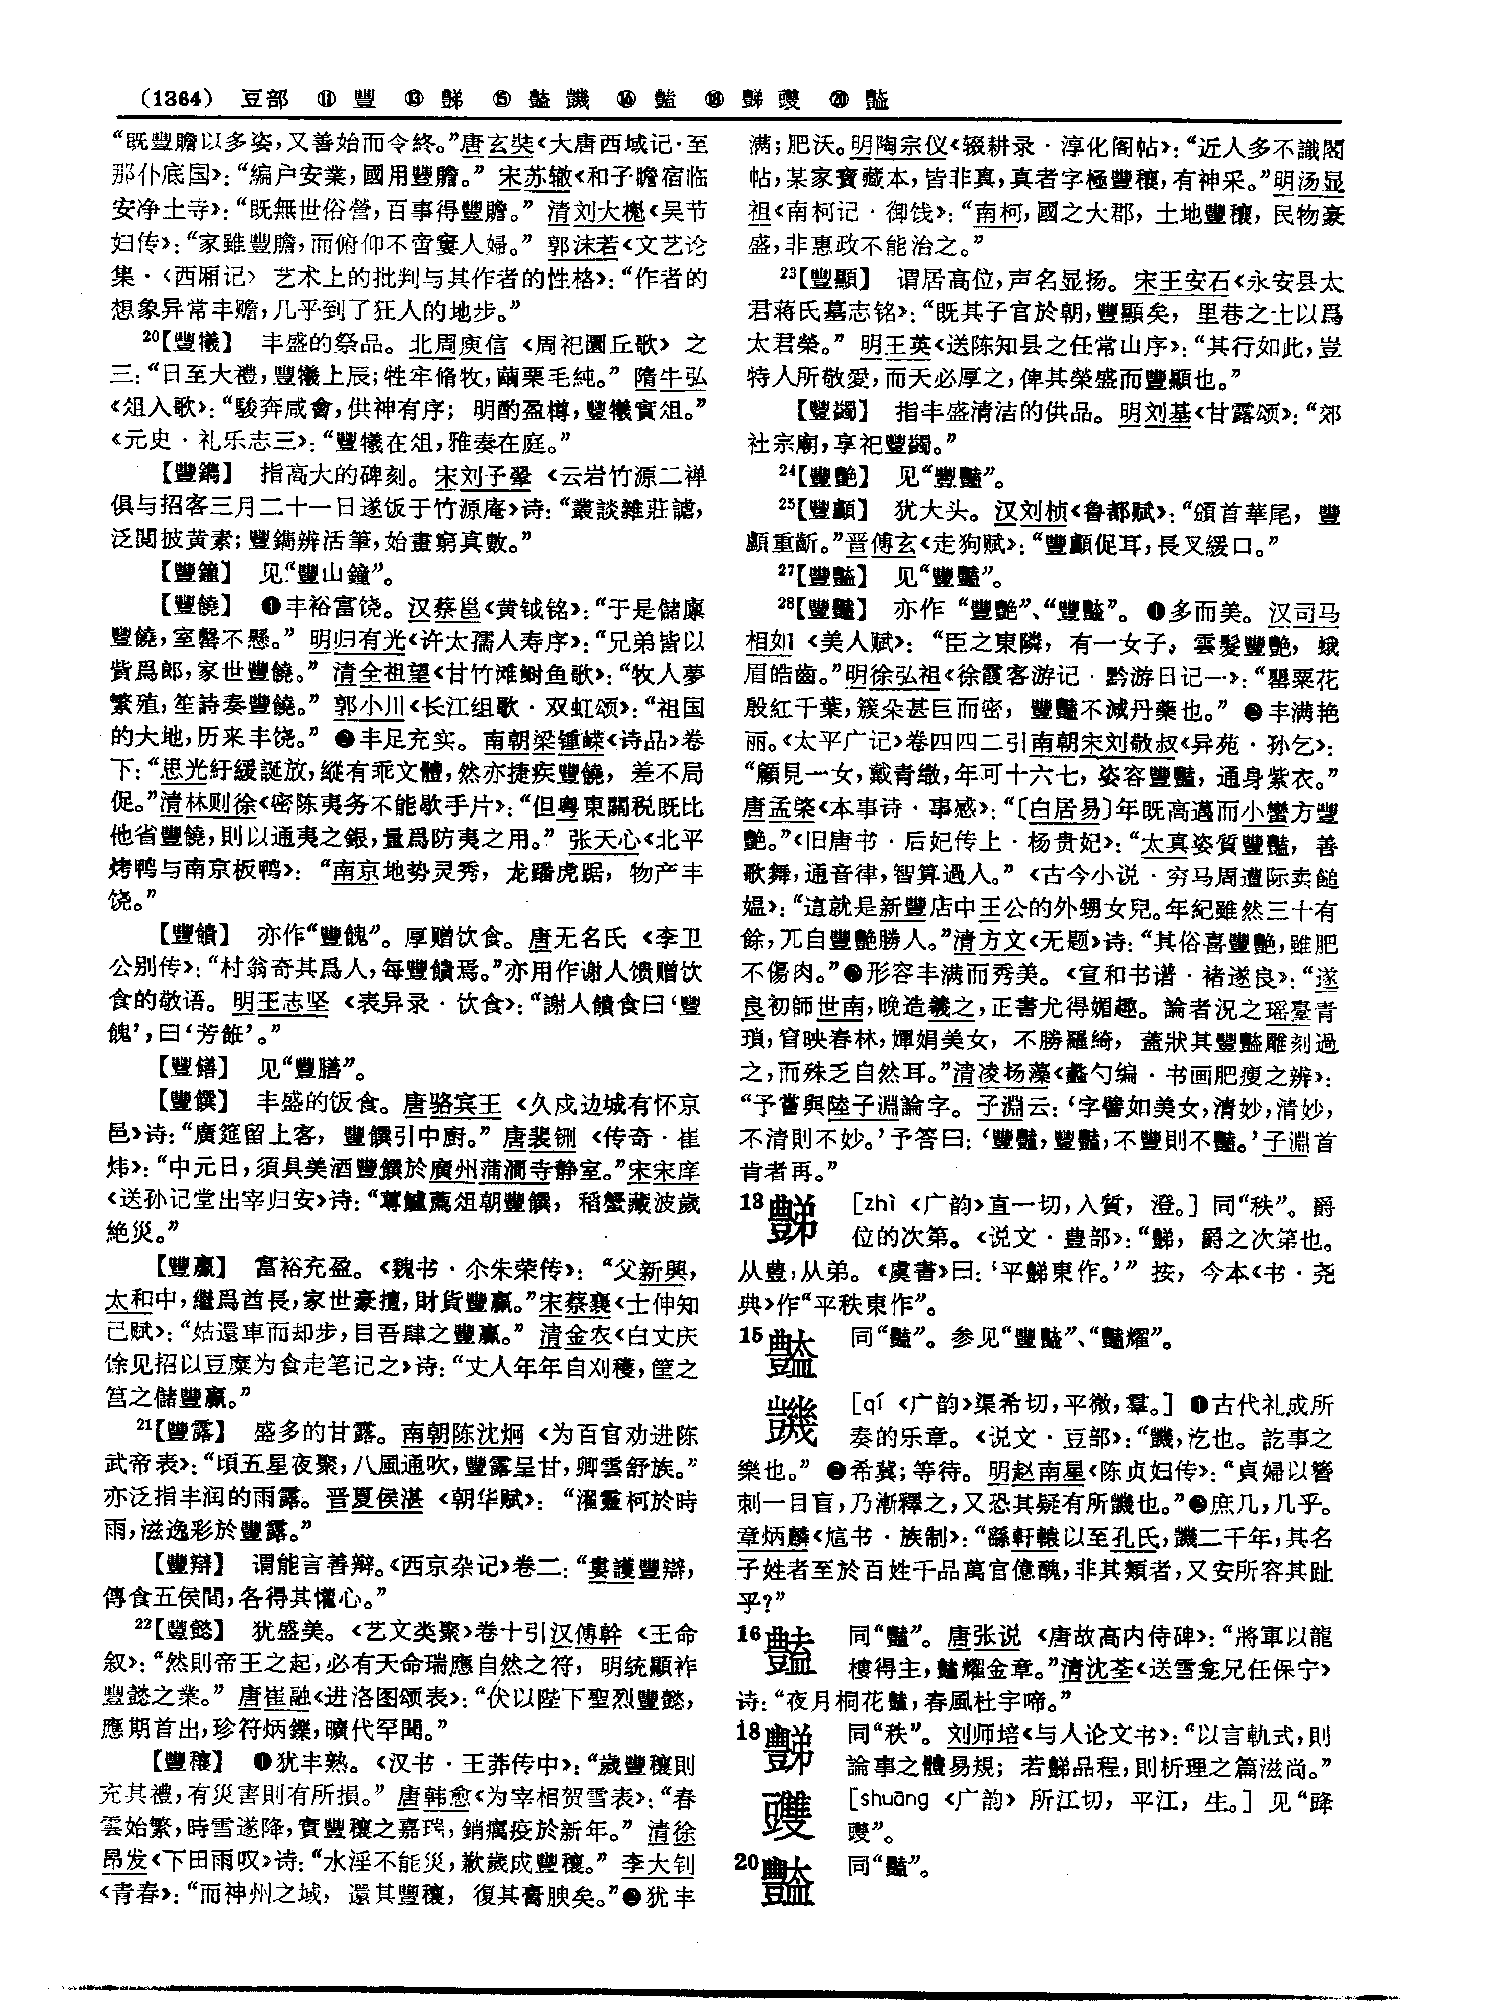 (1364) 豆部 ⑪ 豐 ⑬ 豑 ⑮ 豓 ⑯ ⑱ ⑳
“既豐贍以多姿，又善始而令終。”唐玄奘《大唐西域记·至
那仆底国》：“編户安業，國用豐贍。”宋苏辙《和子瞻宿临
安净土寺》：“既無世俗營，百事得豐贍。”清刘大櫆《吴节
妇传》：“家雖豐贍，而俯仰不啻窶人婦。”郭沫若《文艺论
集·〈西厢记〉艺术上的批判与其作者的性格》：“作者的
想象异常丰赡，几乎到了狂人的地步。”
20【豐犧】 丰盛的祭品。北周庾信《周祀圜丘歌》之
三：“日至大禮，豐犧上辰；牲牢脩牧，繭栗毛純。”隋牛弘
《俎入歌》：“駿奔咸會，供神有序；明酌盈樽，豐犧實俎。”
《元史·礼乐志三》：“豐犧在俎，雅奏在庭。”
【豐鐫】 指高大的碑刻。宋刘子翬《云岩竹源二禅
俱与招客三月二十一日遂饭于竹源庵》诗：“叢談雜莊謔，
泛閲披黄素；豐鐫辨活筆，始畫窮真數。”
【豐鐘】 见“豐山鐘”。
【豐饒】 ❶丰裕富饶。汉蔡邕《黄钺铭》：“于是儲廪
豐饒，室罄不懸。”明归有光《许太孺人寿序》：“兄弟皆以
貲爲郎，家世豐饒。”清全祖望《甘竹滩鲥鱼歌》：“牧人夢
繁殖，笙詩奏豐饒。”郭小川《长江组歌·双虹颂》：“祖国
的大地，历来丰饶。”❷丰足充实。南朝梁锺嵘《诗品》卷
下：“思光紆緩誕放，縱有乖文體，然亦捷疾豐饒，差不局
促。”清林则徐《密陈夷务不能歇手片》：“但粤東關税既比
他省豐饒，則以通夷之銀，量爲防夷之用。”张天心《北平
烤鸭与南京板鸭》：“南京地势灵秀，龙蹯虎踞，物产丰
饶。”
【豐饋】 亦作“豐餽”。厚赠饮食。唐无名氏《李卫
公别传》：“村翁奇其爲人，每豐饋焉。”亦用作谢人馈赠饮
食的敬语。明王志坚《表异录·饮食》：“謝人饋食曰‘豐
餽’，曰‘芳餁’。”
【豐饍】 见“豐膳”。
【豐饌】 丰盛的饭食。唐骆宾王《久戍边城有怀京
邑》诗：“廣筵留上客，豐饌引中厨。”唐裴铏《传奇·崔
炜》：“中元日，須具美酒豐饌於廣州蒲澗寺静室。”宋宋庠
《送孙记堂出宰归安》诗：“蓴鱸薦俎朝豐饌，稻蟹藏波歲
絶災。”
【豐羸】 富裕充盈。《魏书·尒朱荣传》：“父新興，
太和中，繼爲酋長，家世豪擅，財貨豐羸。”宋蔡襄《士伸知
己赋》：“姑還車而却步，目吾肆之豐羸。”清金农《白丈庆
馀见招以豆糜为食走笔记之》诗：“丈人年年自刈穫，筐之
筥之儲豐羸。”
21【豐露】 盛多的甘露。南朝陈沈炯《为百官劝进陈
武帝表》：“頃五星夜聚，八風通吹，豐露呈甘，卿雲舒族。”
亦泛指丰润的雨露。晋夏侯湛《朝华赋》：“濯靈柯於時
雨，滋逸彩於豐露。”
【豐辯】 谓能言善辩。《西京杂记》卷二：“婁護豐辯，
傳食五侯間，各得其懽心。”
22【豐懿】 犹盛美。《艺文类聚》卷十引汉傅幹《王命
叙》：“然則帝王之起，必有天命瑞應自然之符，明統顯祚
豐懿之業。”唐崔融《进洛图颂表》：“伏以陛下聖烈豐懿，
應期首出，珍符炳鑠，曠代罕聞。”
【豐穰】 ❶犹丰熟。《汉书·王莽传中》：“歲豐穰則
充其禮，有災害則有所損。”唐韩愈《为宰相贺雪表》：“春
雲始繁，時雪遂降，實豐穰之嘉瑞，銷癘疫於新年。”清徐
昂发《下田雨叹》诗：“水淫不能災，歉歲成豐穰。”李大钊
《青春》：“而神州之域，還其豐穰，復其膏腴矣。”❷犹丰
满；肥沃。明陶宗仪《辍耕录·淳化阁帖》：“近人多不識閣
帖，某家寳藏本，皆非真，真者字極豐穰，有神采。”明汤显
祖《南柯记·御饯》：“南柯，國之大郡，土地豐穰，民物豪
盛，非惠政不能治之。”
23【豐顯】 谓居高位，声名显扬。宋王安石《永安县太
君蒋氏墓志铭》：“既其子官於朝，豐顯矣，里巷之士以爲
太君榮。”明王英《送陈知县之任常山序》：“其行如此，豈
特人所敬愛，而天必厚之，俾其榮盛而豐顯也。”
【豐蠲】 指丰盛清洁的供品。明刘基《甘露颂》：“郊
社宗廟，享祀豐蠲。”
24【豐艷】 见“豐豔”。
25【豐顱】 犹大头。汉刘桢《鲁都赋》：“頒首華尾，豐
顱重斷。”晋傅玄《走狗赋》：“豐顱促耳，長叉緩口。”
27【豐豓】 见“豐豔”。
28【豐豔】 亦作“豐艷”、“豐豓”。❶多而美。汉司马
相如《美人赋》：“臣之東隣，有一女子，雲髮豐艷，蛾
眉皓齒。”明徐弘祖《徐霞客游记·黔游日记一》：“罌粟花
殷紅千葉，簇朵甚巨而密，豐豔不減丹藥也。”❷丰满艳
丽。《太平广记》卷四四二引南朝宋刘敬叔《异苑·孙乞》：
“顧見一女，戴青繖，年可十六七，姿容豐豔，通身紫衣。”
唐孟棨《本事诗·事感》：“〔白居易〕年既高邁而小蠻方豐
艷。”《旧唐书·后妃传上·杨贵妃》：“太真姿質豐豔，善
歌舞，通音律，智算過人。”《古今小说·穷马周遭际卖䭔
媪》：“這就是新豐店中王公的外甥女兒。年紀雖然三十有
餘，兀自豐艷勝人。”清方文《无题》诗：“其俗喜豐艷，雖肥
不傷肉。”❸形容丰满而秀美。《宣和书谱·褚遂良》：“遂
良初師世南，晚造羲之，正書尤得媚趣。論者況之瑶臺青
瑣，窅映春林，嬋娟美女，不勝羅綺，蓋狀其豐豔雕刻過
之，而殊乏自然耳。”清凌扬藻《蠡勺编·书画肥瘦之辨》：
“予嘗與陸子淵論字。子淵云：‘字譬如美女，清妙，清妙，
不清則不妙。’予答曰：‘豐豔，豐豔，不豐則不豔。’子淵首
肯者再。”
13豑 [zhì《广韵》直一切，入質，澄。]同“秩”。爵
位的次第。《说文·豊部》：“豑，爵之次第也。
从豊，从弟。《虞書》曰：‘平豑東作。’”按，今本《书·尧
典》作“平秩東作”。
15豓 同“豔”。参见“豐豓”、“豓耀”。
[qí《广韵》渠希切，平微，羣。]❶古代礼成所
奏的乐章。《说文·豆部》：“，汔也。訖事之
樂也。”❷希冀；等待。明赵南星《陈贞妇传》：“貞婦以簪
刺一目盲，乃漸釋之，又恐其疑有所也。”❸庶几，几乎。
章炳麟《訄书·族制》：“繇軒轅以至孔氏，二千年，其名
子姓者至於百姓千品萬官億醜，非其類者，又安所容其趾
乎？”
16 同“豔”。唐张说《唐故高内侍碑》：“將軍以龍
樓得主，耀金章。”清沈荃《送雪龛兄任保宁》
诗：“夜月桐花，春風杜宇啼。”
18 同“秩”。刘师培《与人论文书》：“以言軌式，則
論事之體易規；若品程，則析理之篇滋尚。”
[shuāng《广韵》所江切，平江，生。]见“
”。
20 同“豔”。